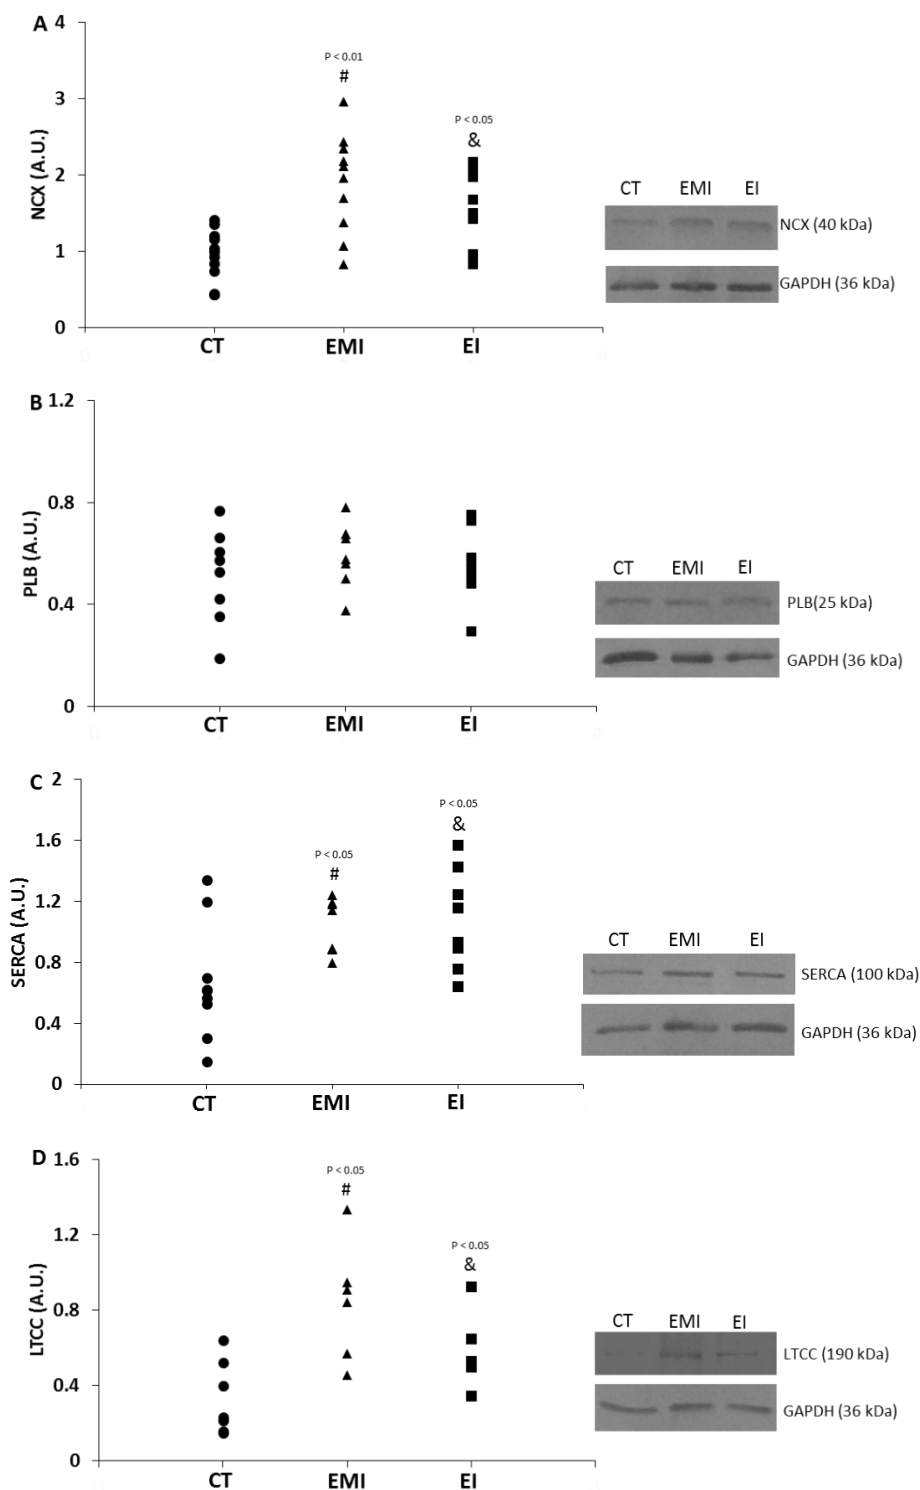 A
4
3
2
1
0
NCX (A.U.)
P < 0.01
#
P < 0.05
&
CT EMI EI
CT EMI EI
NCX (40 kDa)
GAPDH (36 kDa)
B
1.2
0.8
0.4
0
PLB (A.U.)
CT EMI EI
CT EMI EI
PLB(25 kDa)
GAPDH (36 kDa)
C
2
1.6
1.2
0.8
0.4
0
SERCA (A.U.)
P < 0.05
#
P < 0.05
&
CT EMI EI
CT EMI EI
SERCA (100 kDa)
GAPDH (36 kDa)
D
1.6
1.2
0.8
0.4
0
LTCC (A.U.)
P < 0.05
#
P < 0.05
&
CT EMI EI
CT EMI EI
LTCC (190 kDa)
GAPDH (36 kDa)